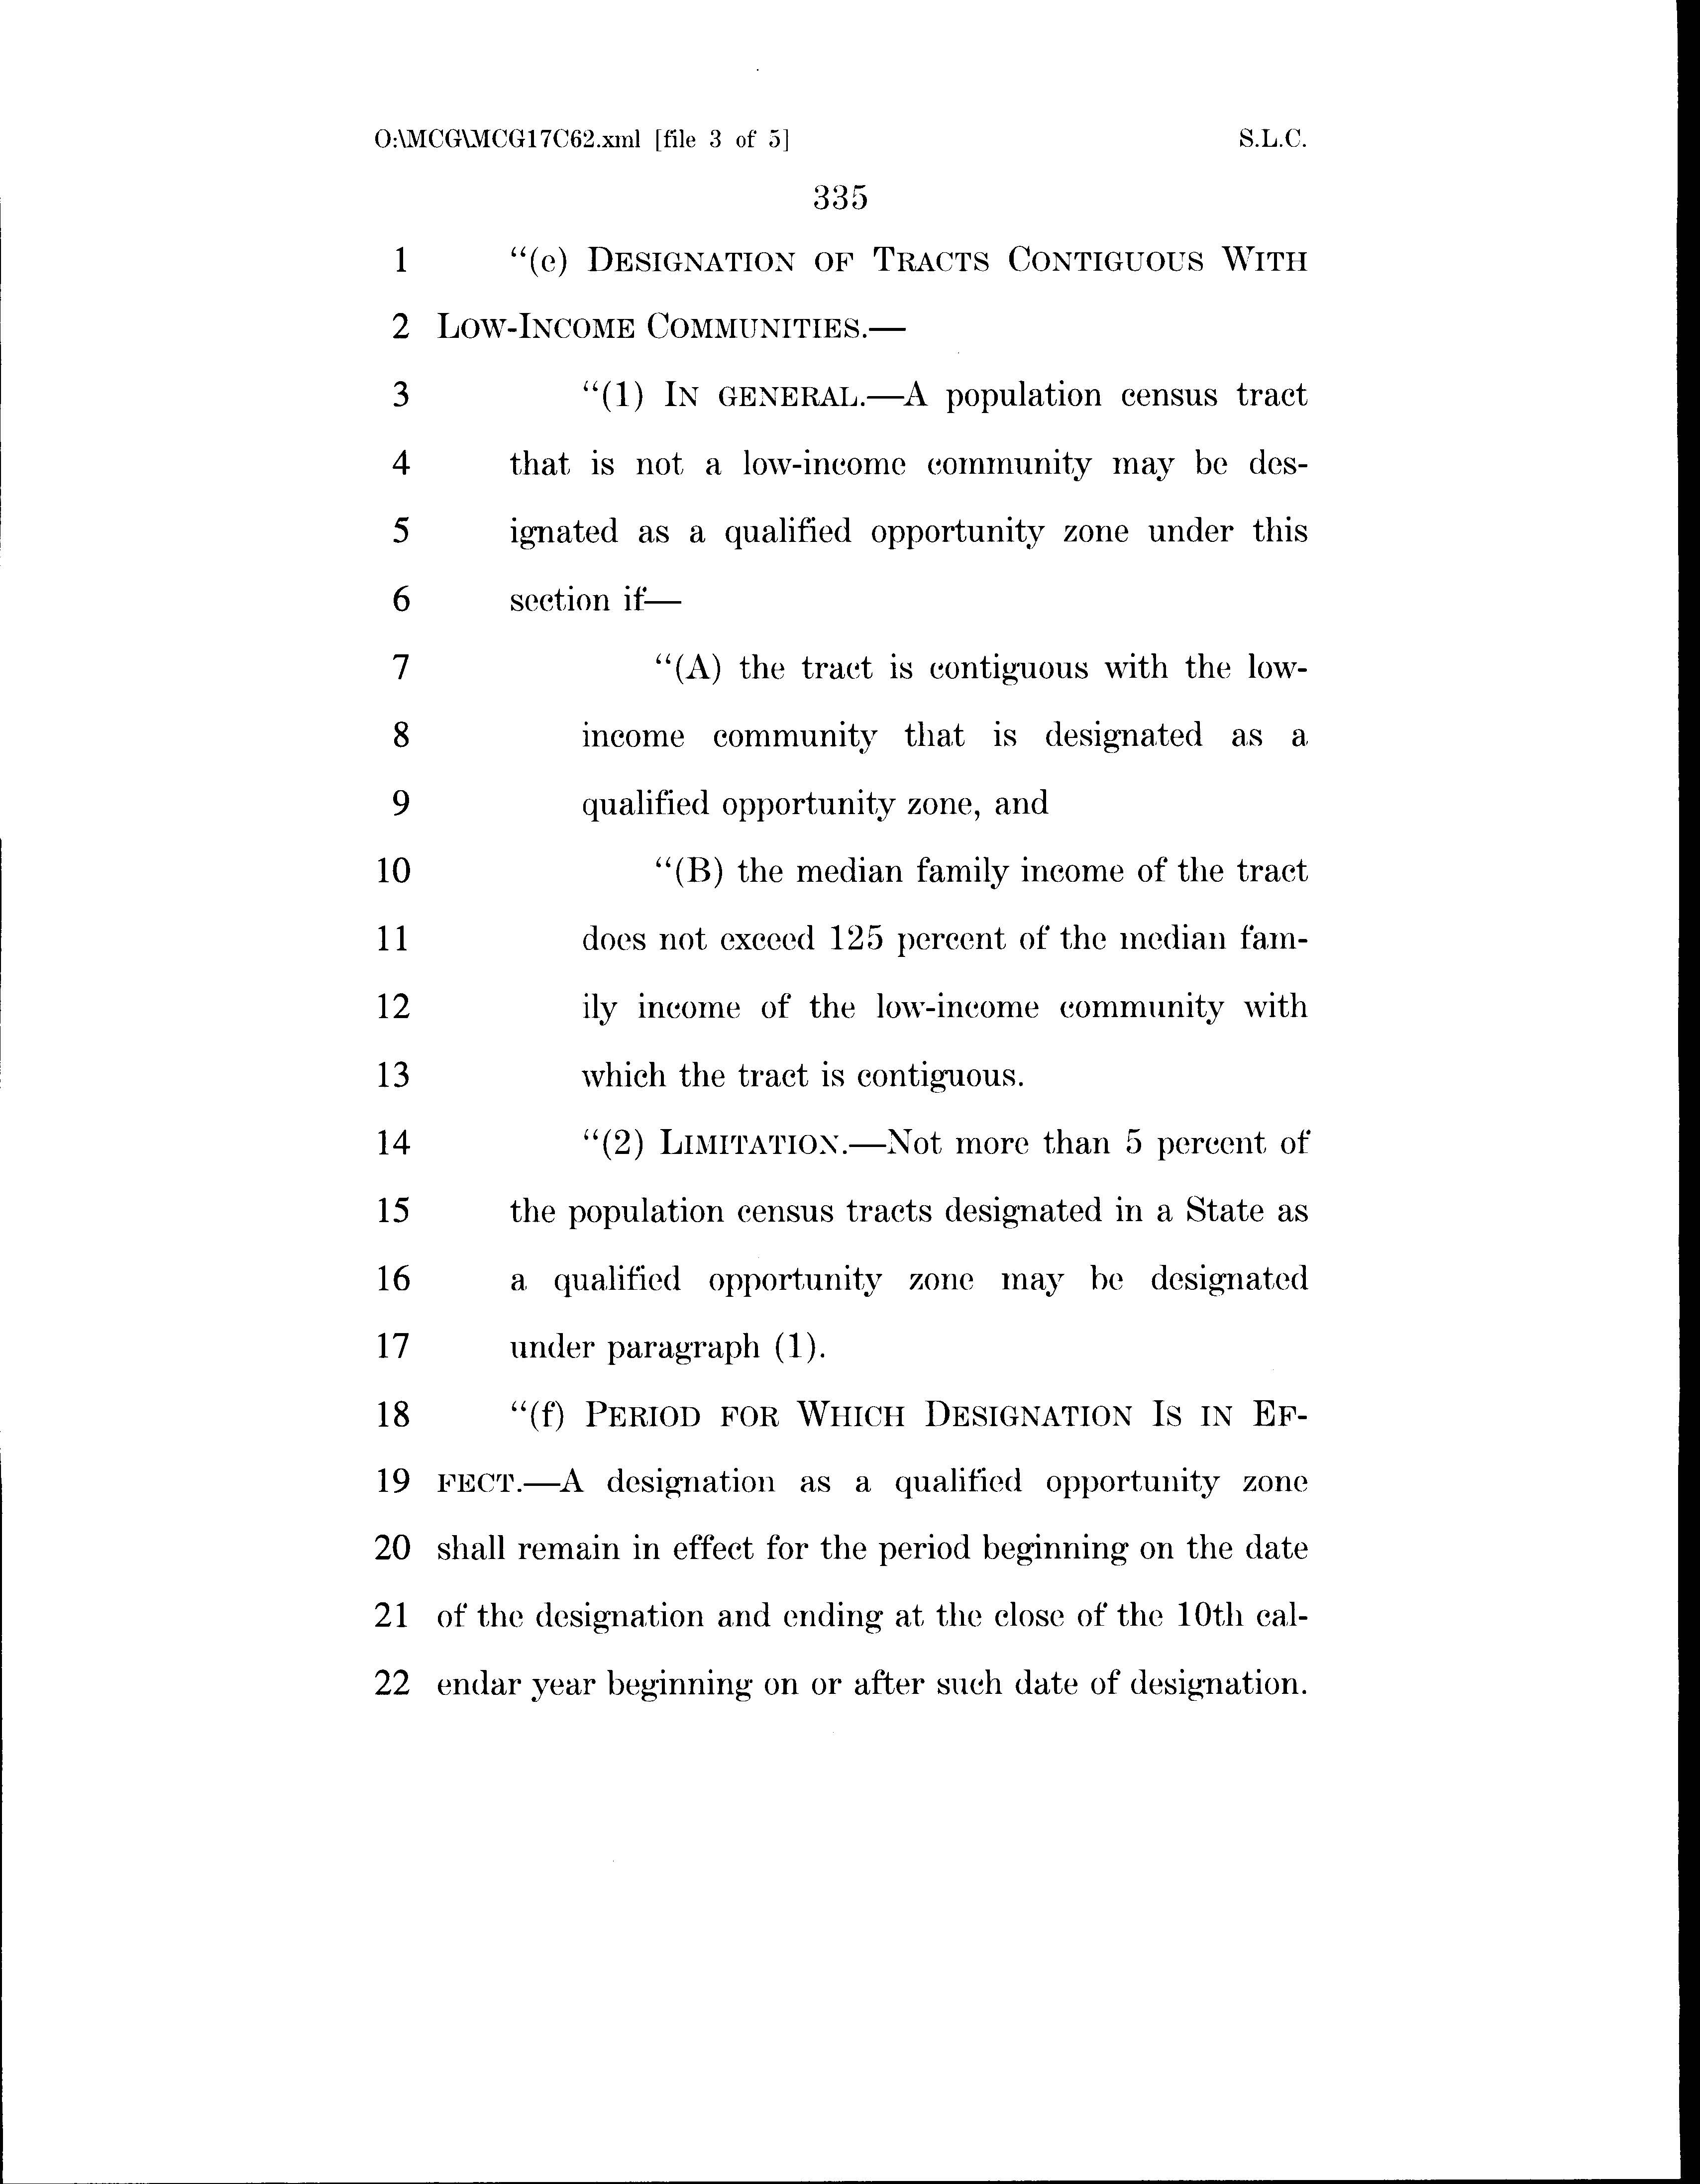 O:\MCG\MCG17C62.xml [file 3 of 5] S.L.C.
335
1 “(e) DESIGNATION OF TRACTS CONTIGUOUS WITH
2 LOW-INCOME COMMUNITIES.—
3 “(1) IN GENERAL.—A population census tract
4 that is not a low-income community may be des-
5 ignated as a qualified opportunity zone under this
6 section if—
7 “(A) the tract is contiguous with the low-
8 income community that is designated as a
9 qualified opportunity zone, and
10 “(B) the median family income of the tract
11 does not exceed 125 percent of the median fam-
12 ily income of the low-income community with
13 which the tract is contiguous.
14 “(2) LIMITATION.—Not more than 5 percent of
15 the population census tracts designated in a State as
16 a qualified opportunity zone may be designated
17 under paragraph (1).
18 “(f) PERIOD FOR WHICH DESIGNATION IS IN EF-
19 FECT.—A designation as a qualified opportunity zone
20 shall remain in effect for the period beginning on the date
21 of the designation and ending at the close of the 10th cal-
22 endar year beginning on or after such date of designation.